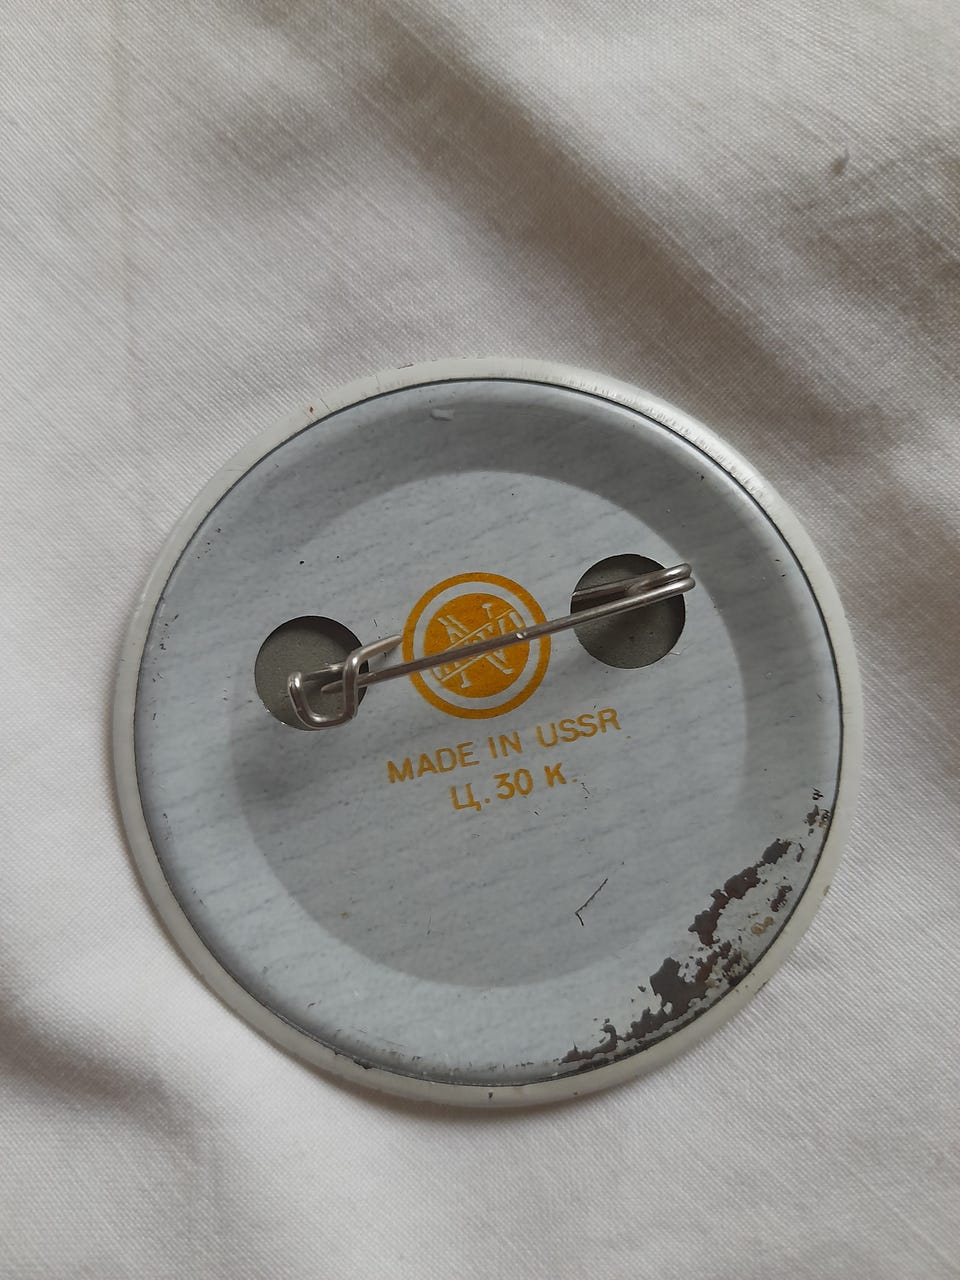 MADE IN USSR
Ц. 30 К.